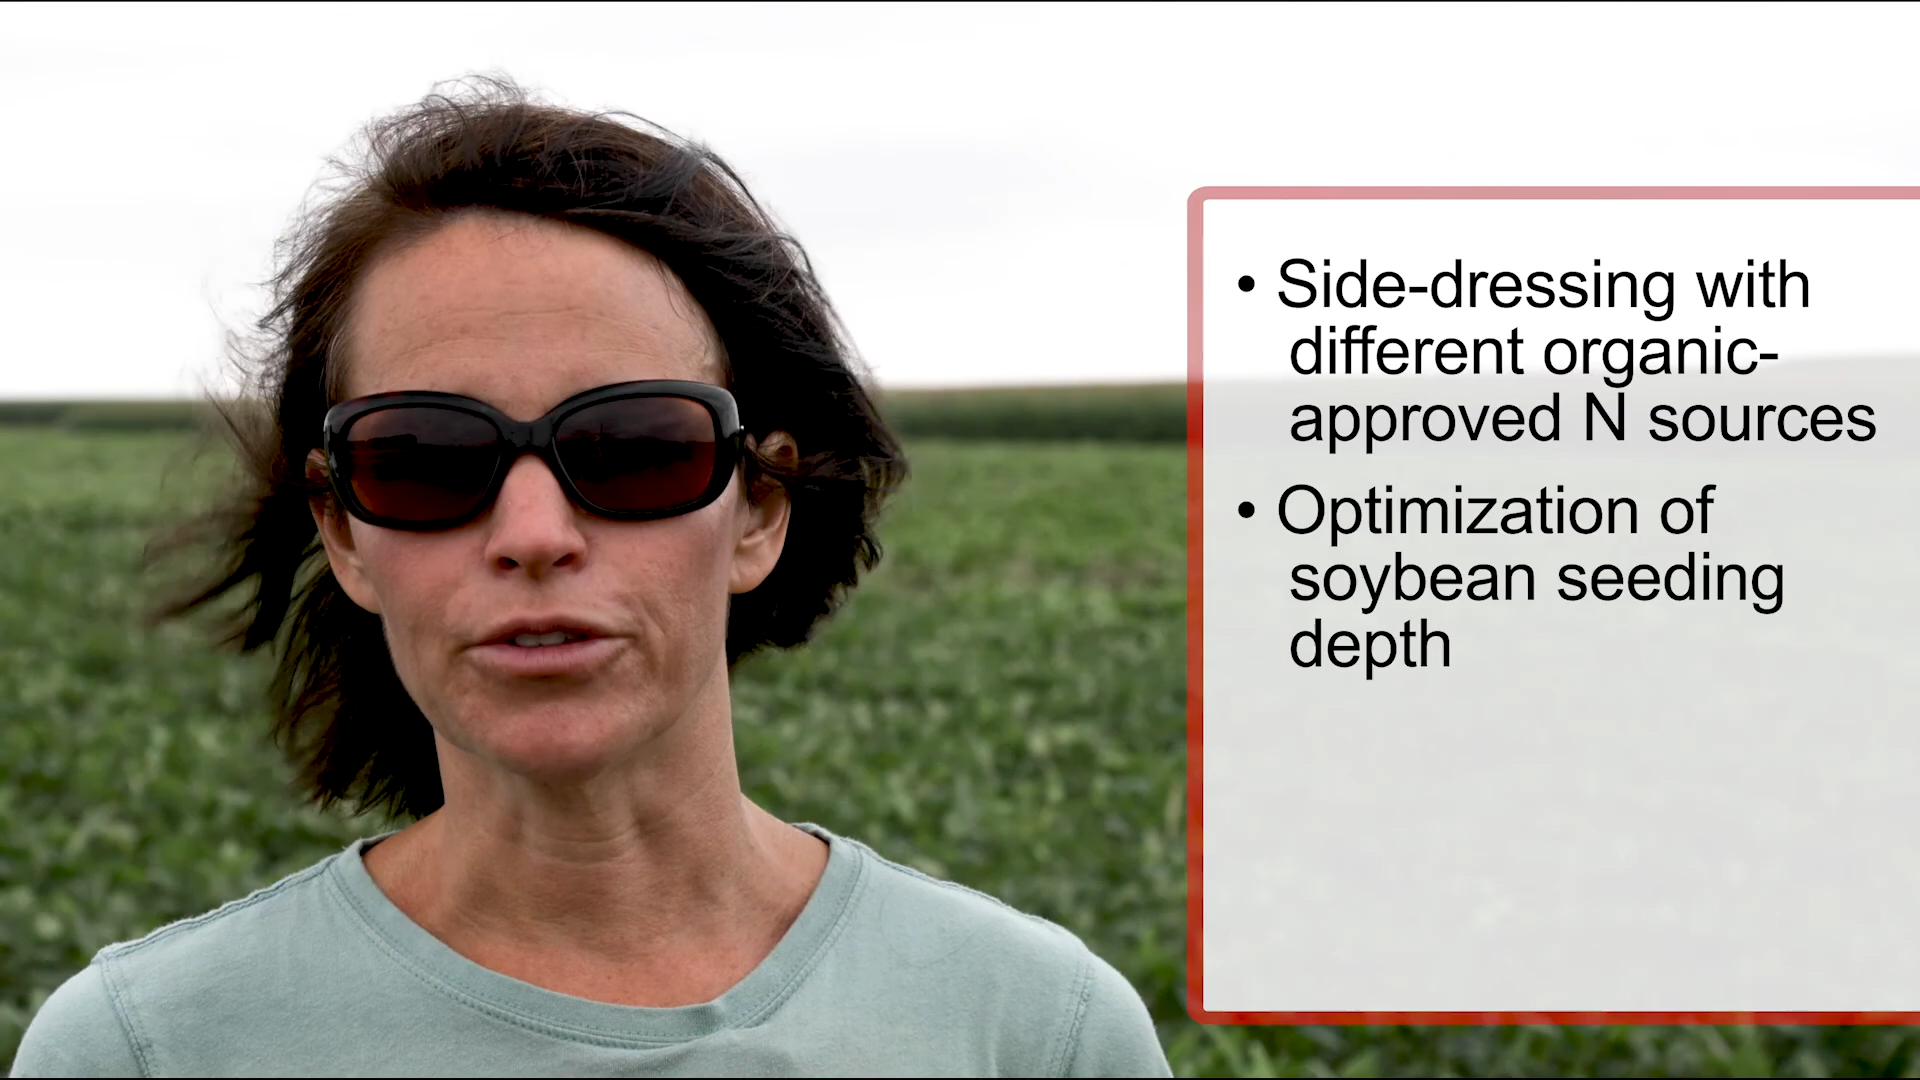 • Side-dressing with
different organic-
approved N sources
• Optimization of
soybean seeding
depth